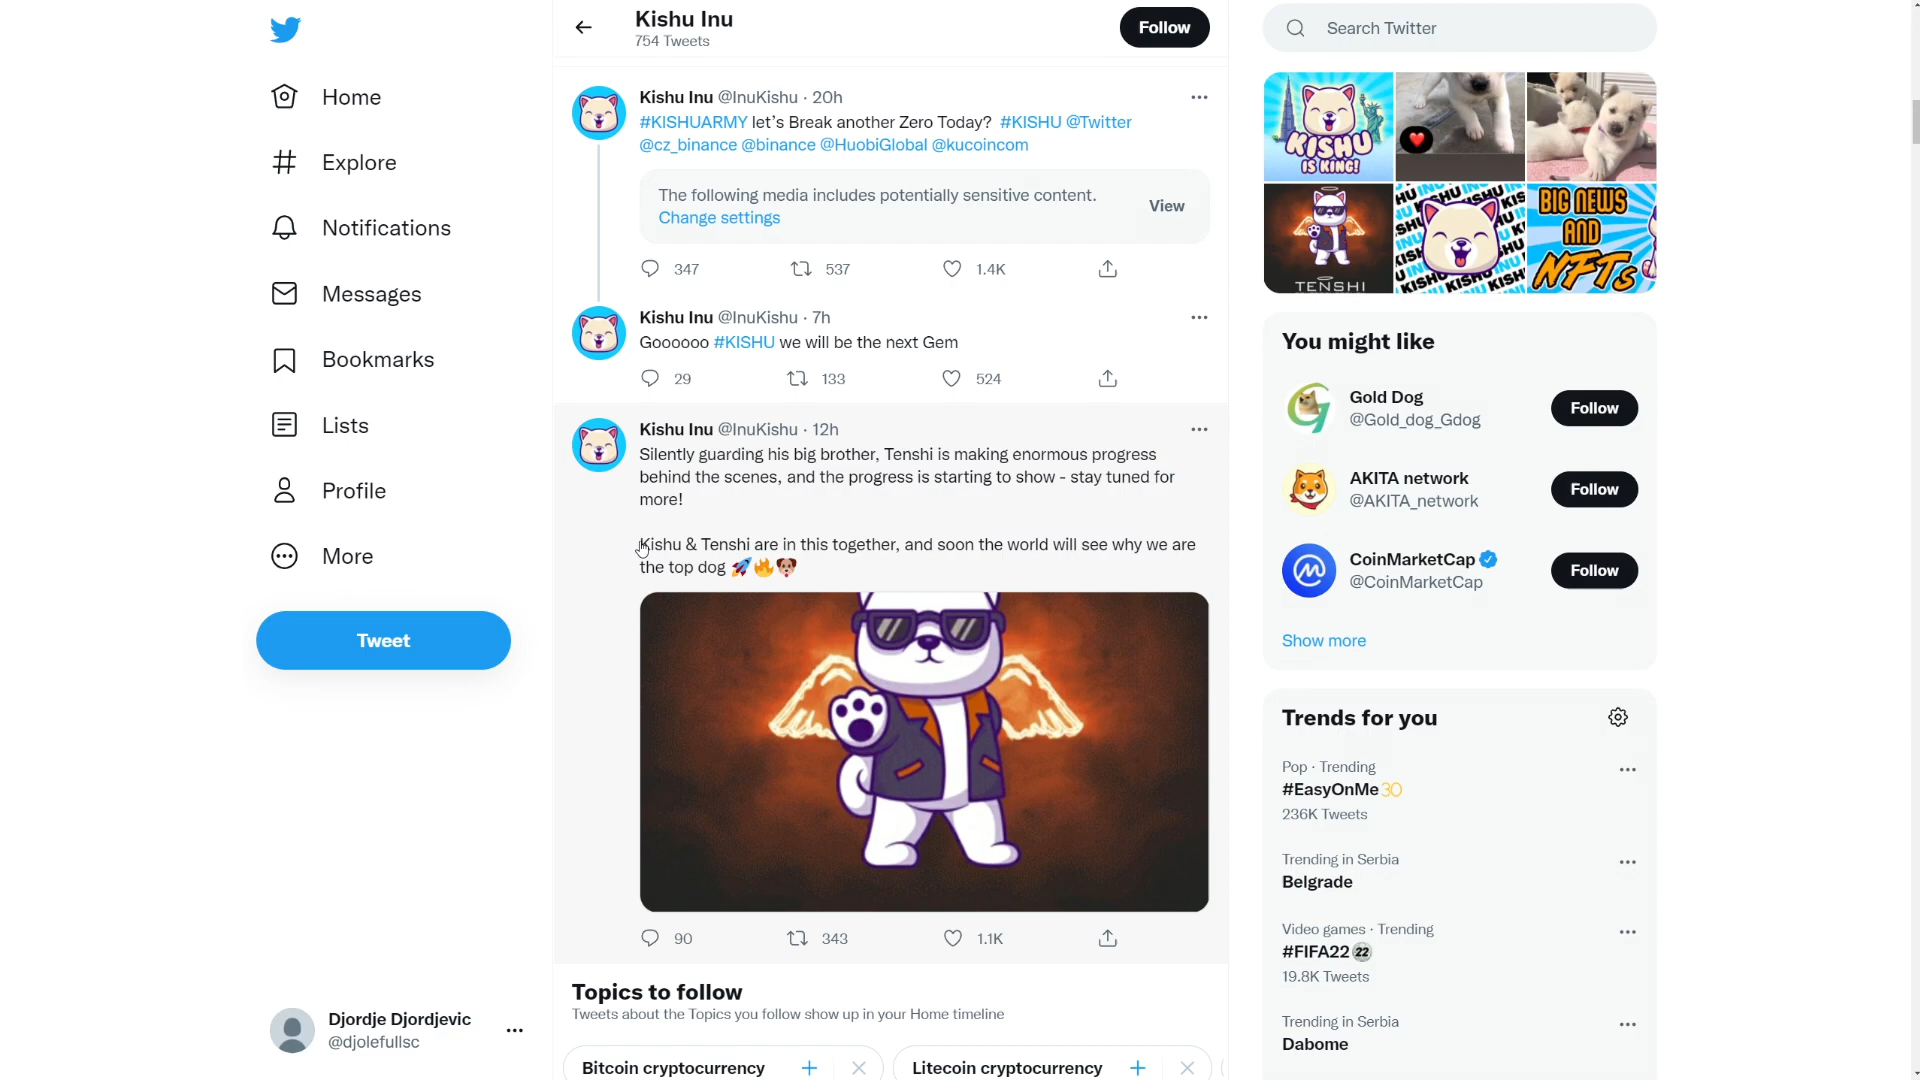 Home
Explore
Notifications
Messages
Bookmarks
Lists
Profile
More
Tweet
Djordje Djordjevic
@djolefullsc
Kishu Inu
754 Tweets
Follow
Kishu Inu @InuKishu · 20h
#KISHUARMY let's Break another Zero Today? #KISHU @Twitter
@cz_binance @binance @HuobiGlobal @kucoincom
The following media includes potentially sensitive content.
Change settings
View
347 537 1.4K
Kishu Inu @InuKishu · 7h
Goooooo #KISHU we will be the next Gem
29 133 524
Kishu Inu @InuKishu · 12h
Silently guarding his big brother, Tenshi is making enormous progress
behind the scenes, and the progress is starting to show - stay tuned for
more!
Kishu & Tenshi are in this together, and soon the world will see why we are
the top dog 🚀🔥🐶
90 343 1.1K
Topics to follow
Tweets about the Topics you follow show up in your Home timeline
Bitcoin cryptocurrency
Litecoin cryptocurrency
Search Twitter
KISHU
IS KING!
TENSHI
BIG NEWS
AND
NFTs
You might like
Gold Dog
@Gold_dog_Gdog
Follow
AKITA network
@AKITA_network
Follow
CoinMarketCap
@CoinMarketCap
Follow
Show more
Trends for you
Pop · Trending
#EasyOnMe
236K Tweets
Trending in Serbia
Belgrade
Video games · Trending
#FIFA22 22
19.8K Tweets
Trending in Serbia
Dabome